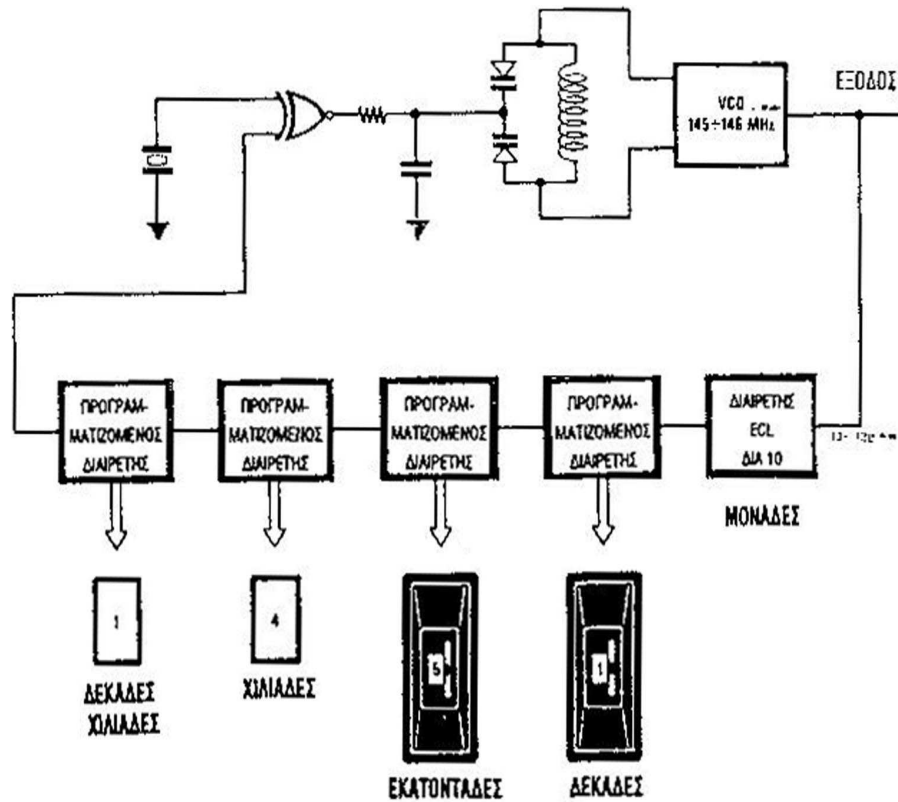 ΕΞΟΔΟΣ
VCO
145÷146 MHz
ΠΡΟΓΡΑΜ-
ΜΑΤΙΖΟΜΕΝΟΣ
ΔΙΑΙΡΕΤΗΣ
ΠΡΟΓΡΑΜ-
ΜΑΤΙΖΟΜΕΝΟΣ
ΔΙΑΙΡΕΤΗΣ
ΠΡΟΓΡΑΜ-
ΜΑΤΙΖΟΜΕΝΟΣ
ΔΙΑΙΡΕΤΗΣ
ΠΡΟΓΡΑΜ-
ΜΑΤΙΖΟΜΕΝΟΣ
ΔΙΑΙΡΕΤΗΣ
ΔΙΑΙΡΕΤΗΣ
ECL
ΔΙΑ 10
ΜΟΝΑΔΕΣ
1
4
5
1
ΔΕΚΑΔΕΣ
ΧΙΛΙΑΔΕΣ
ΧΙΛΙΑΔΕΣ
ΕΚΑΤΟΝΤΑΔΕΣ
ΔΕΚΑΔΕΣ